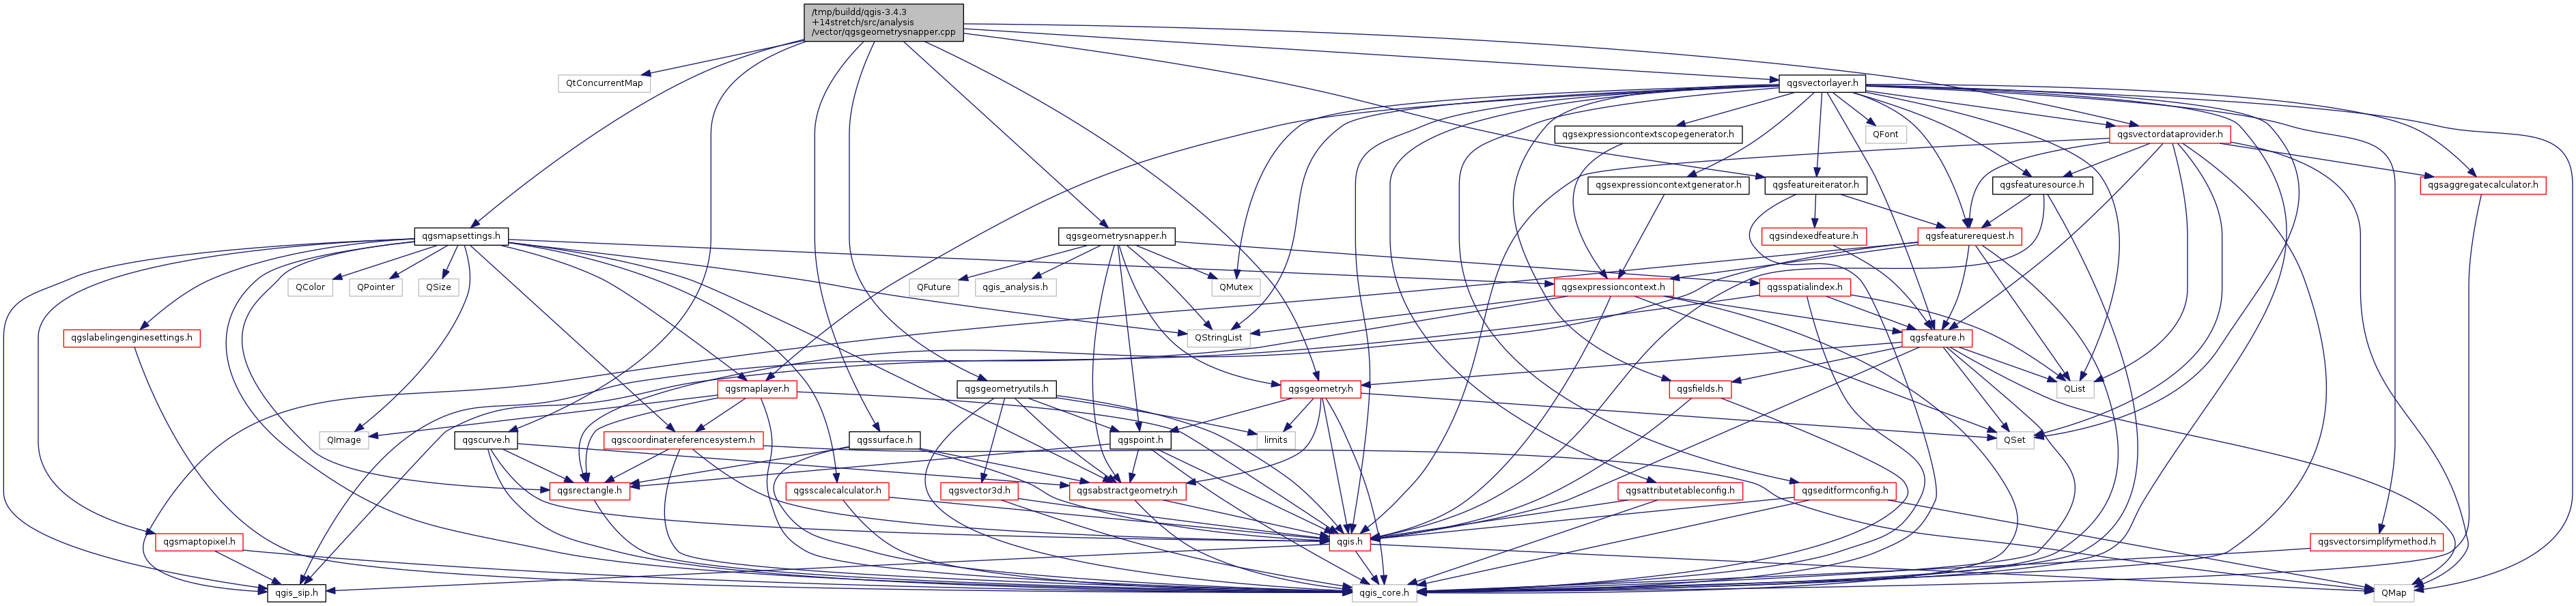 /tmp/buildd/qgis-3.4.3
+14stretch/src/analysis
/vector/qgsgeometrysnapper.cpp
QtConcurrentMap
qgsvectorlayer.h
qgsexpressioncontextscopegenerator.h
QFont
qgsvectordataprovider.h
qgsexpressioncontextgenerator.h
qgsfeatureiterator.h
qgsfeaturesource.h
qgsaggregatecalculator.h
qgsmapsettings.h
qgsgeometrysnapper.h
qgsindexedfeature.h
qgsfeaturerequest.h
QColor
QPointer
QSize
QFuture
qgis_analysis.h
QMutex
qgsexpressioncontext.h
qgsspatialindex.h
qgslabelingenginesettings.h
QStringList
qgsfeature.h
qgsmaplayer.h
qgsgeometryutils.h
qgsgeometry.h
qgsfields.h
QList
QImage
qgscurve.h
qgscoordinatereferencesystem.h
qgssurface.h
qgspoint.h
limits
QSet
qgsrectangle.h
qgsscalecalculator.h
qgsvector3d.h
qgsabstractgeometry.h
qgsattributetableconfig.h
qgseditformconfig.h
qgsmaptopixel.h
qgis.h
qgsvectorsimplifymethod.h
qgis_sip.h
qgis_core.h
QMap